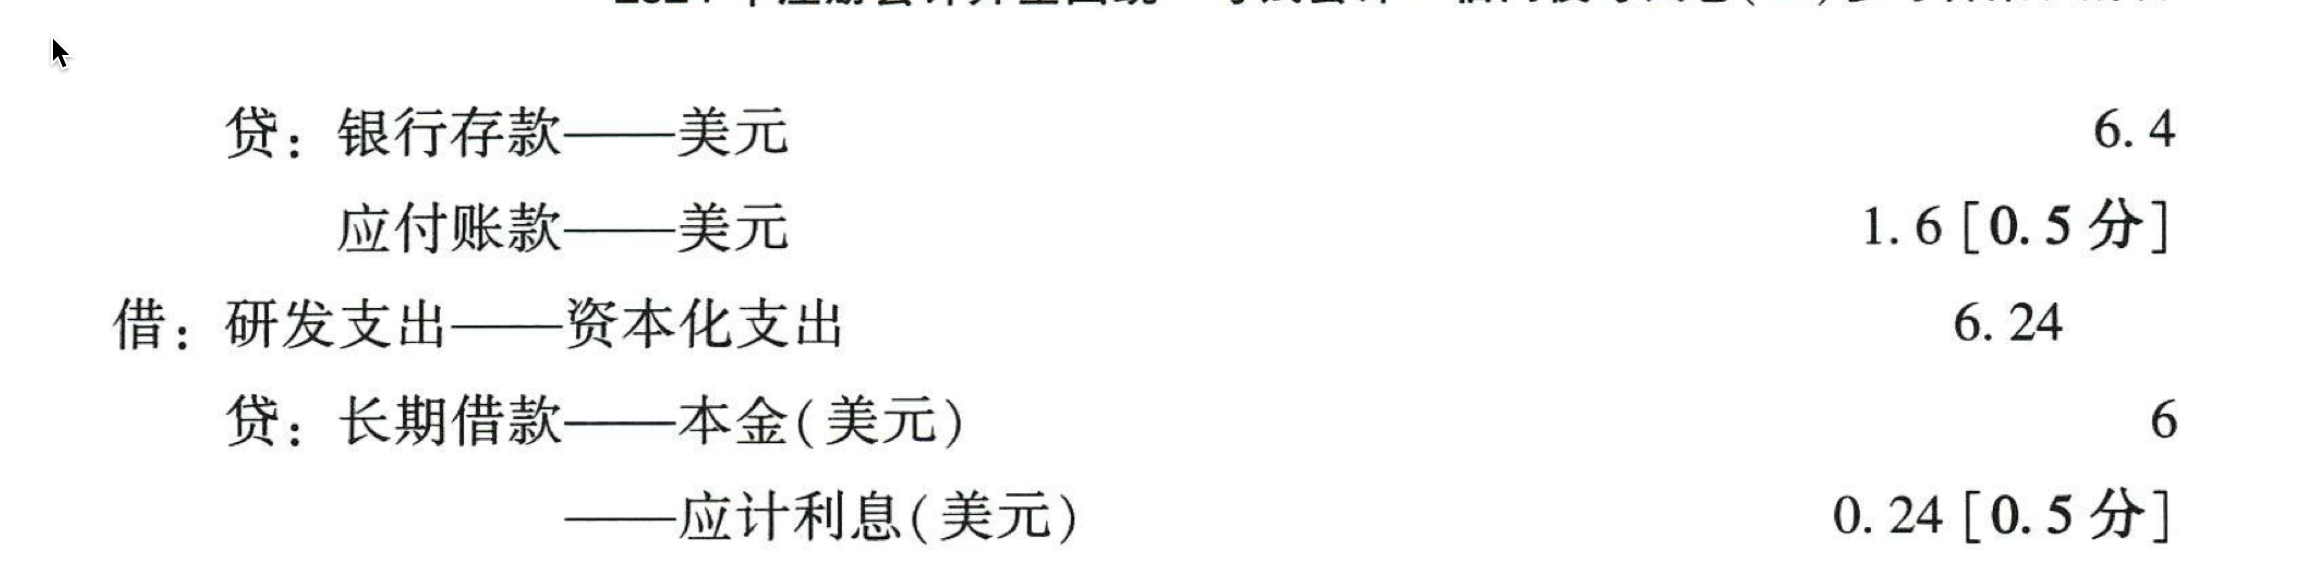 贷：银行存款——美元 6.4
应付账款——美元 1.6[0.5分]
借：研发支出——资本化支出 6.24
贷：长期借款——本金(美元) 6
——应计利息(美元) 0.24[0.5分]